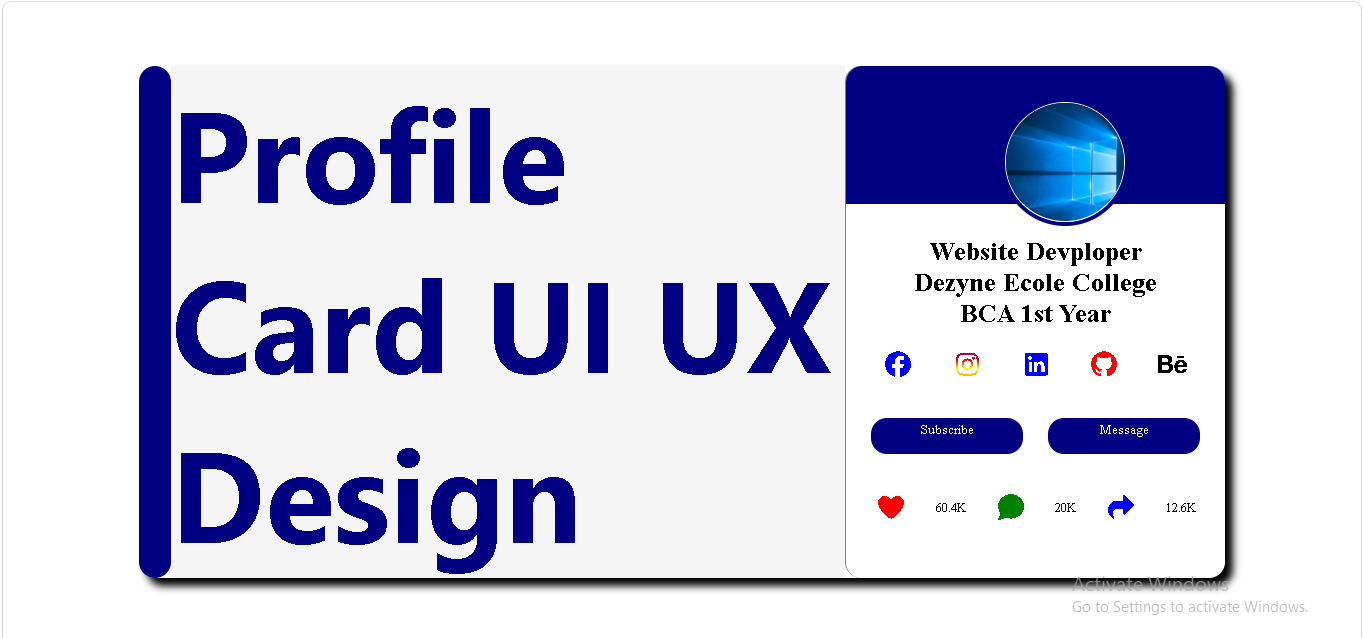 Profile
Card UI UX
Design
Website Devploper
Dezyne Ecole College
BCA 1st Year
Bē
Subscribe Message
60.4K 20K 12.6K
Activate Windows
Go to Settings to activate Windows.